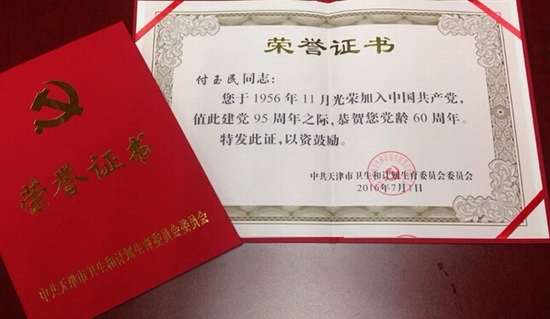 荣誉证书
中共天津市卫生和计划生育委员会委员会
荣誉证书
付玉民同志：
您于1956年11月光荣加入中国共产党，
值此建党95周年之际，恭贺您党龄60周年。
特发此证，以资鼓励。
中共天津市卫生和计划生育委员会委员会
2016年7月1日